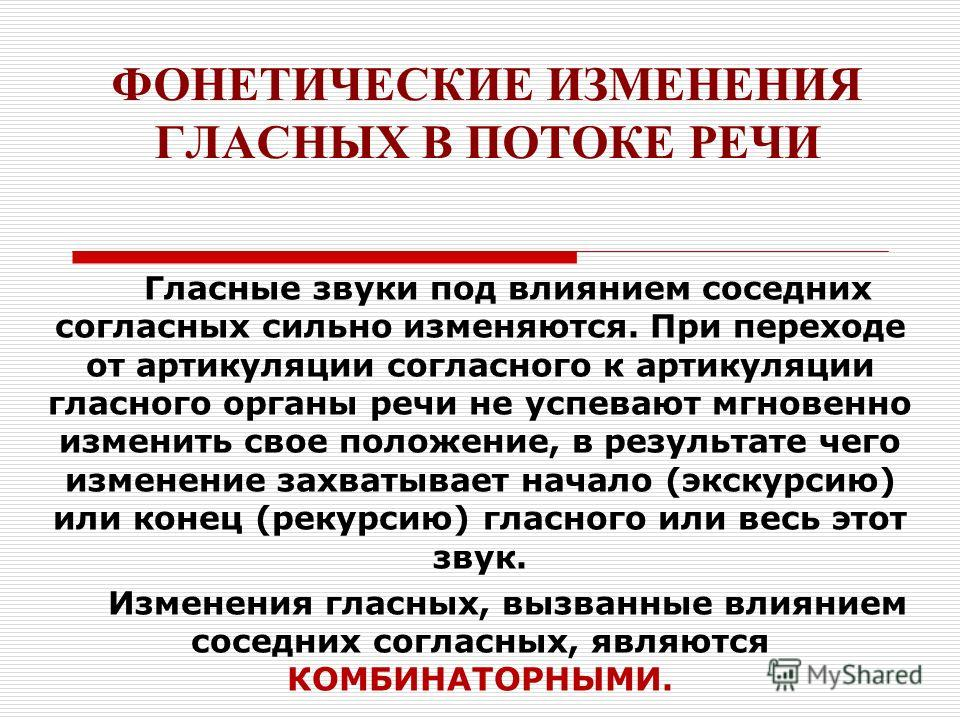 ФОНЕТИЧЕСКИЕ ИЗМЕНЕНИЯ
ГЛАСНЫХ В ПОТОКЕ РЕЧИ
Гласные звуки под влиянием соседних
согласных сильно изменяются. При переходе
от артикуляции согласного к артикуляции
гласного органы речи не успевают мгновенно
изменить свое положение, в результате чего
изменение захватывает начало (экскурсию)
или конец (рекурсию) гласного или весь этот
звук.
Изменения гласных, вызванные влиянием
соседних согласных, являются
КОМБИНАТОРНЫМИ.
MyShared